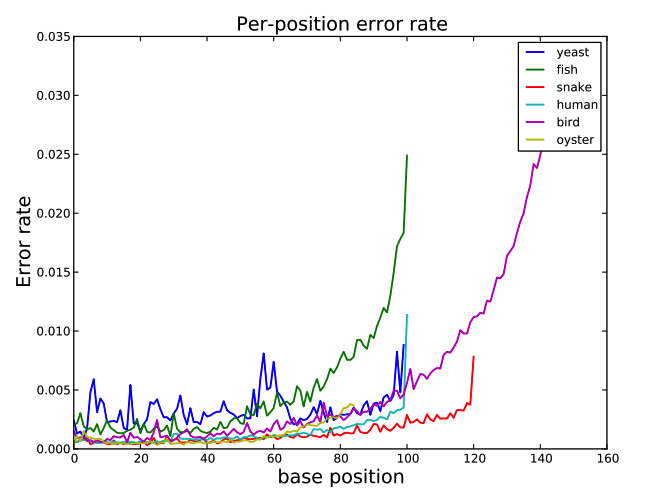 Per-position error rate
0.035
0.030
0.025
0.020
0.015
0.010
0.005
0.000
Error rate
0 20 40 60 80 100 120 140 160
base position
yeast
fish
snake
human
bird
oyster